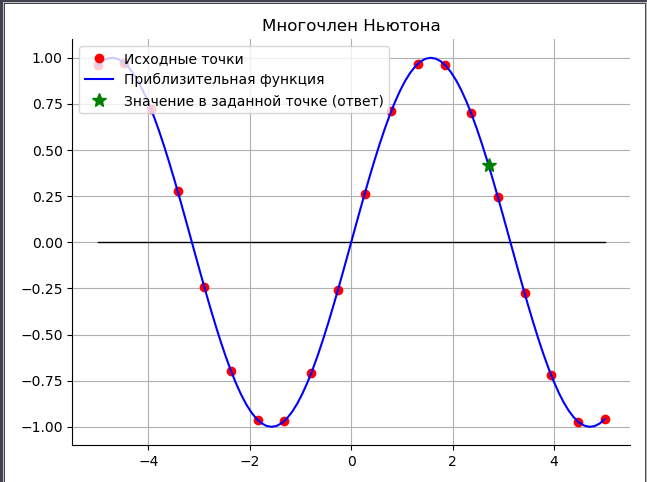 Многочлен Ньютона
Исходные точки
Приблизительная функция
Значение в заданной точке (ответ)
1.00
0.75
0.50
0.25
0.00
−0.25
−0.50
−0.75
−1.00
−4 −2 0 2 4